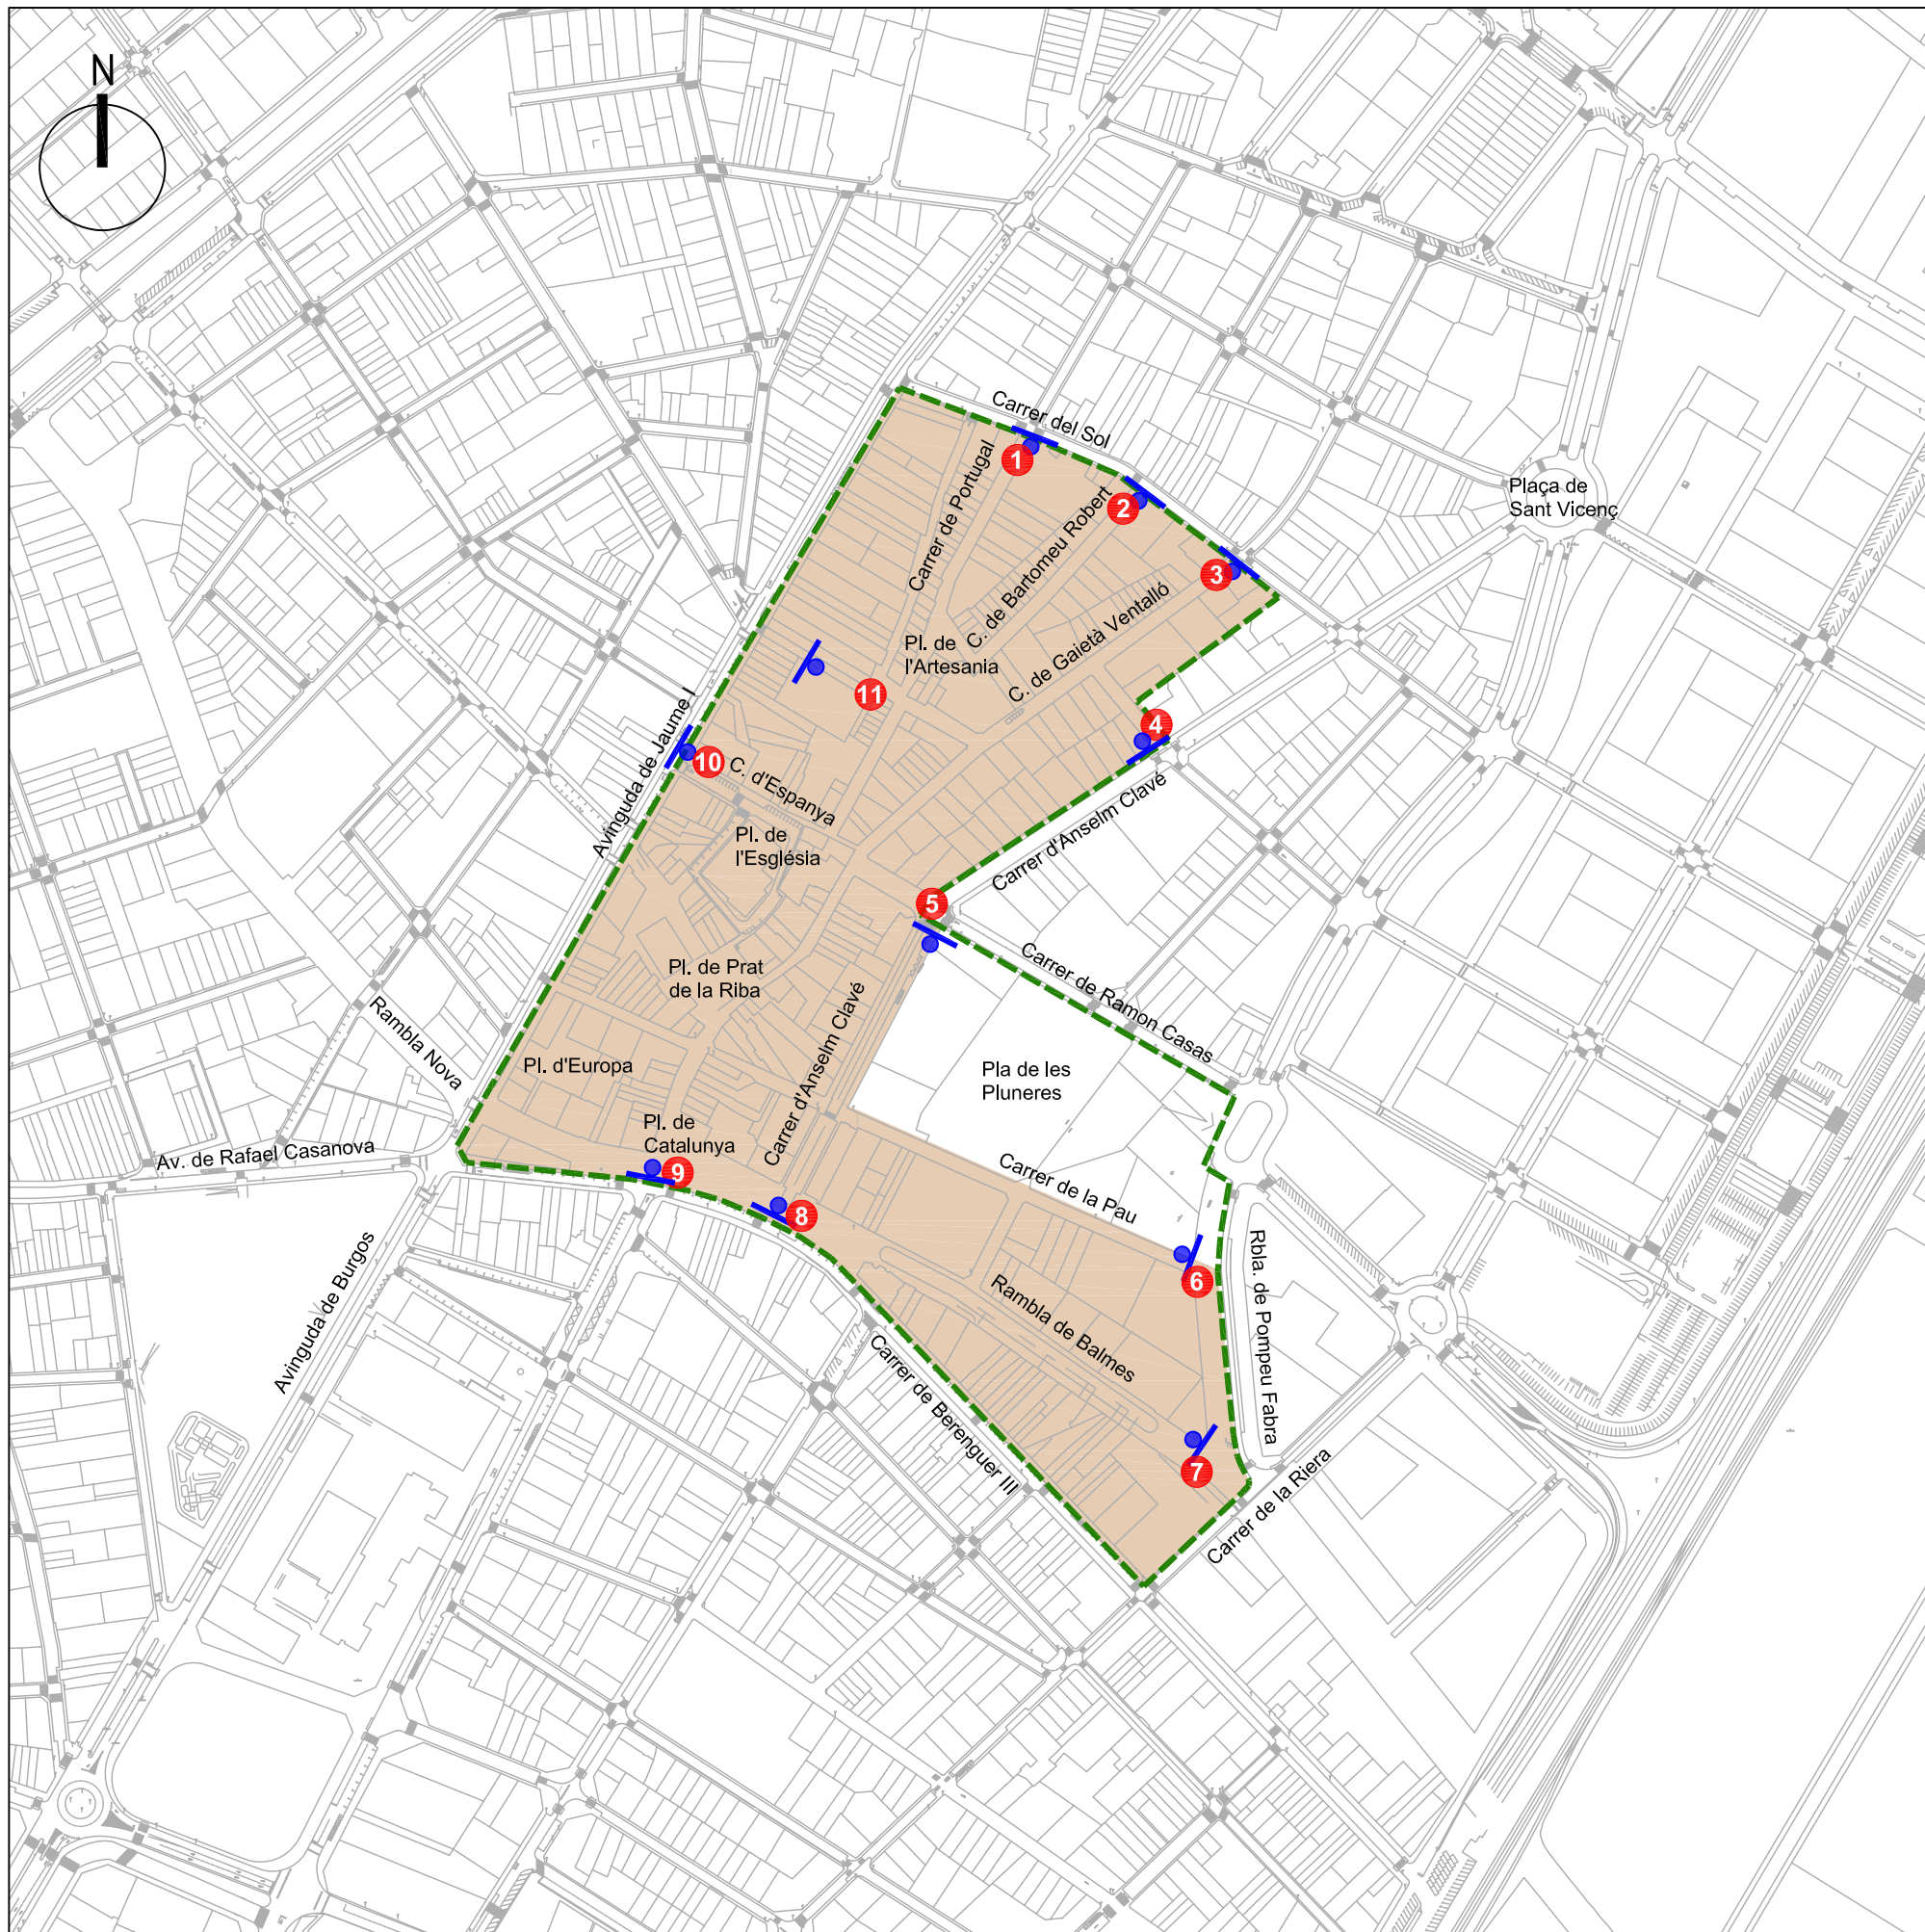 N
Carrer del Sol
1
Carrer de Portugal
2
C. de Bartomeu Robert
Plaça de
Sant Vicenç
3
C. de Gaietà Ventalló
Pl. de
l'Artesania
11
4
Avinguda de Jaume I
10
C. d'Espanya
Carrer d'Anselm Clavé
Pl. de
l'Església
5
Pl. de Prat
de la Riba
Carrer de Ramon Casas
Rambla Nova
Carrer d'Anselm Clavé
Pl. d'Europa
Pla de les
Pluneres
Pl. de
Catalunya
Av. de Rafael Casanova
9
Carrer de la Pau
8
Avinguda de Burgos
6
Rbla. de Pompeu Fabra
Rambla de Balmes
Carrer de Berenguer III
7
Carrer de la Riera